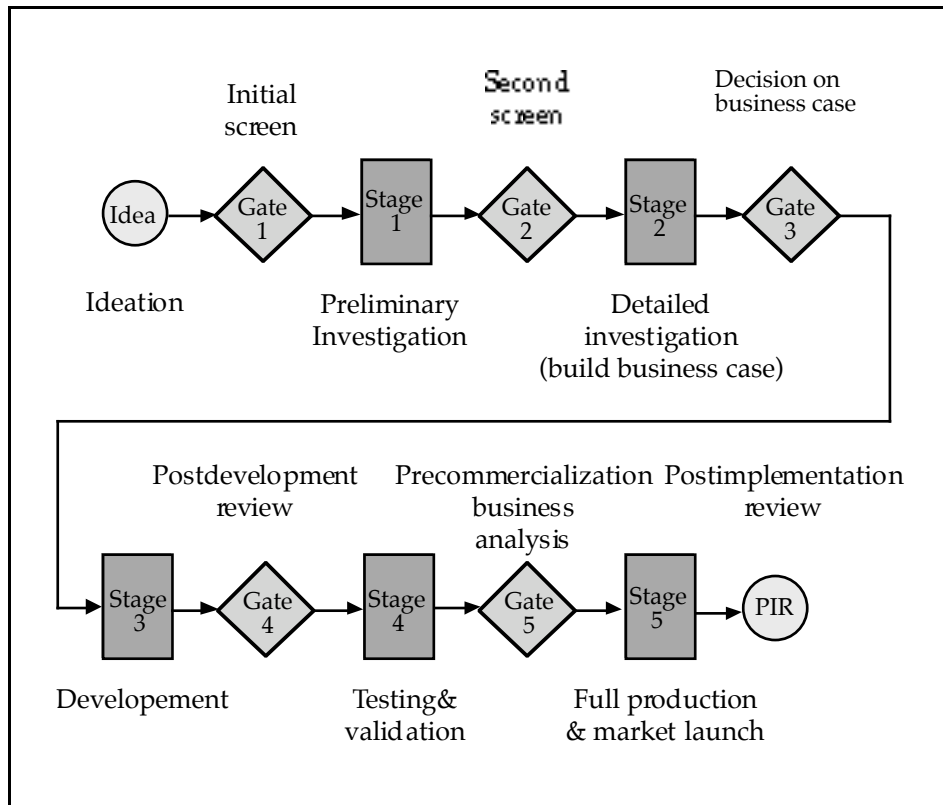 Initial
screen
Second
screen
Decision on
business case
Idea
Gate
1
Stage
1
Gate
2
Stage
2
Gate
3
Ideation
Preliminary
Investigation
Detailed
investigation
(build business case)
Postdevelopment
review
Precommercialization
business
analysis
Postimplementation
review
Stage
3
Gate
4
Stage
4
Gate
5
Stage
5
PIR
Developement
Testing&
validation
Full production
& market launch